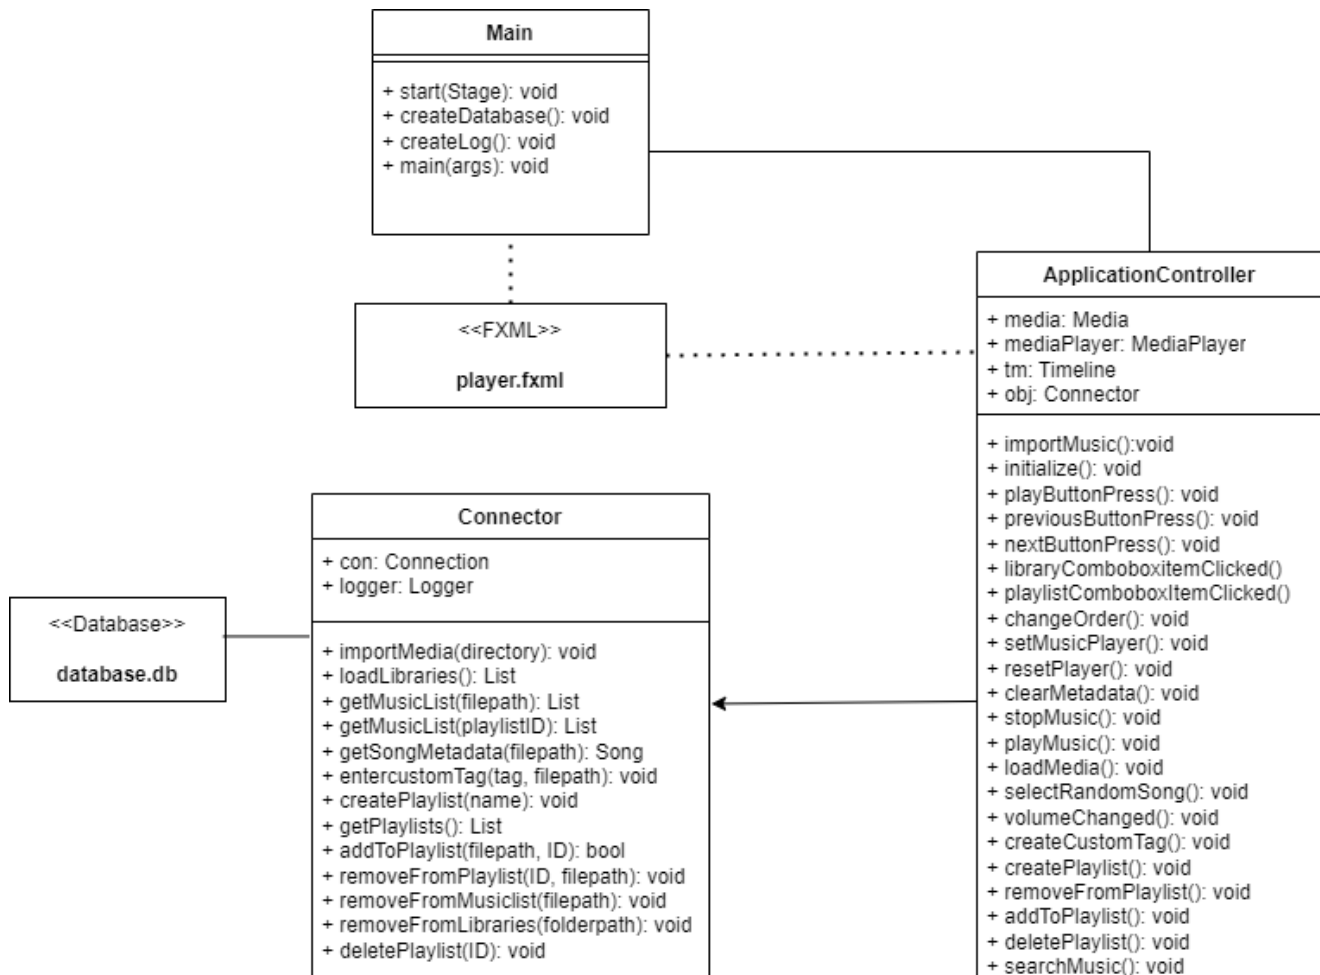 Main
+ start(Stage): void
+ createDatabase(): void
+ createLog(): void
+ main(args): void
<<FXML>>
player.fxml
ApplicationController
+ media: Media
+ mediaPlayer: MediaPlayer
+ tm: Timeline
+ obj: Connector
+ importMusic():void
+ initialize(): void
+ playButtonPress(): void
+ previousButtonPress(): void
+ nextButtonPress(): void
+ libraryComboboxitemClicked()
+ playlistComboboxItemClicked()
+ changeOrder(): void
+ setMusicPlayer(): void
+ resetPlayer(): void
+ clearMetadata(): void
+ stopMusic(): void
+ playMusic(): void
+ loadMedia(): void
+ selectRandomSong(): void
+ volumeChanged(): void
+ createCustomTag(): void
+ createPlaylist(): void
+ removeFromPlaylist(): void
+ addToPlaylist(): void
+ deletePlaylist(): void
+ searchMusic(): void
Connector
+ con: Connection
+ logger: Logger
+ importMedia(directory): void
+ loadLibraries(): List
+ getMusicList(filepath): List
+ getMusicList(playlistID): List
+ getSongMetadata(filepath): Song
+ entercustomTag(tag, filepath): void
+ createPlaylist(name): void
+ getPlaylists(): List
+ addToPlaylist(filepath, ID): bool
+ removeFromPlaylist(ID, filepath): void
+ removeFromMusiclist(filepath): void
+ removeFromLibraries(folderpath): void
+ deletePlaylist(ID): void
<<Database>>
database.db